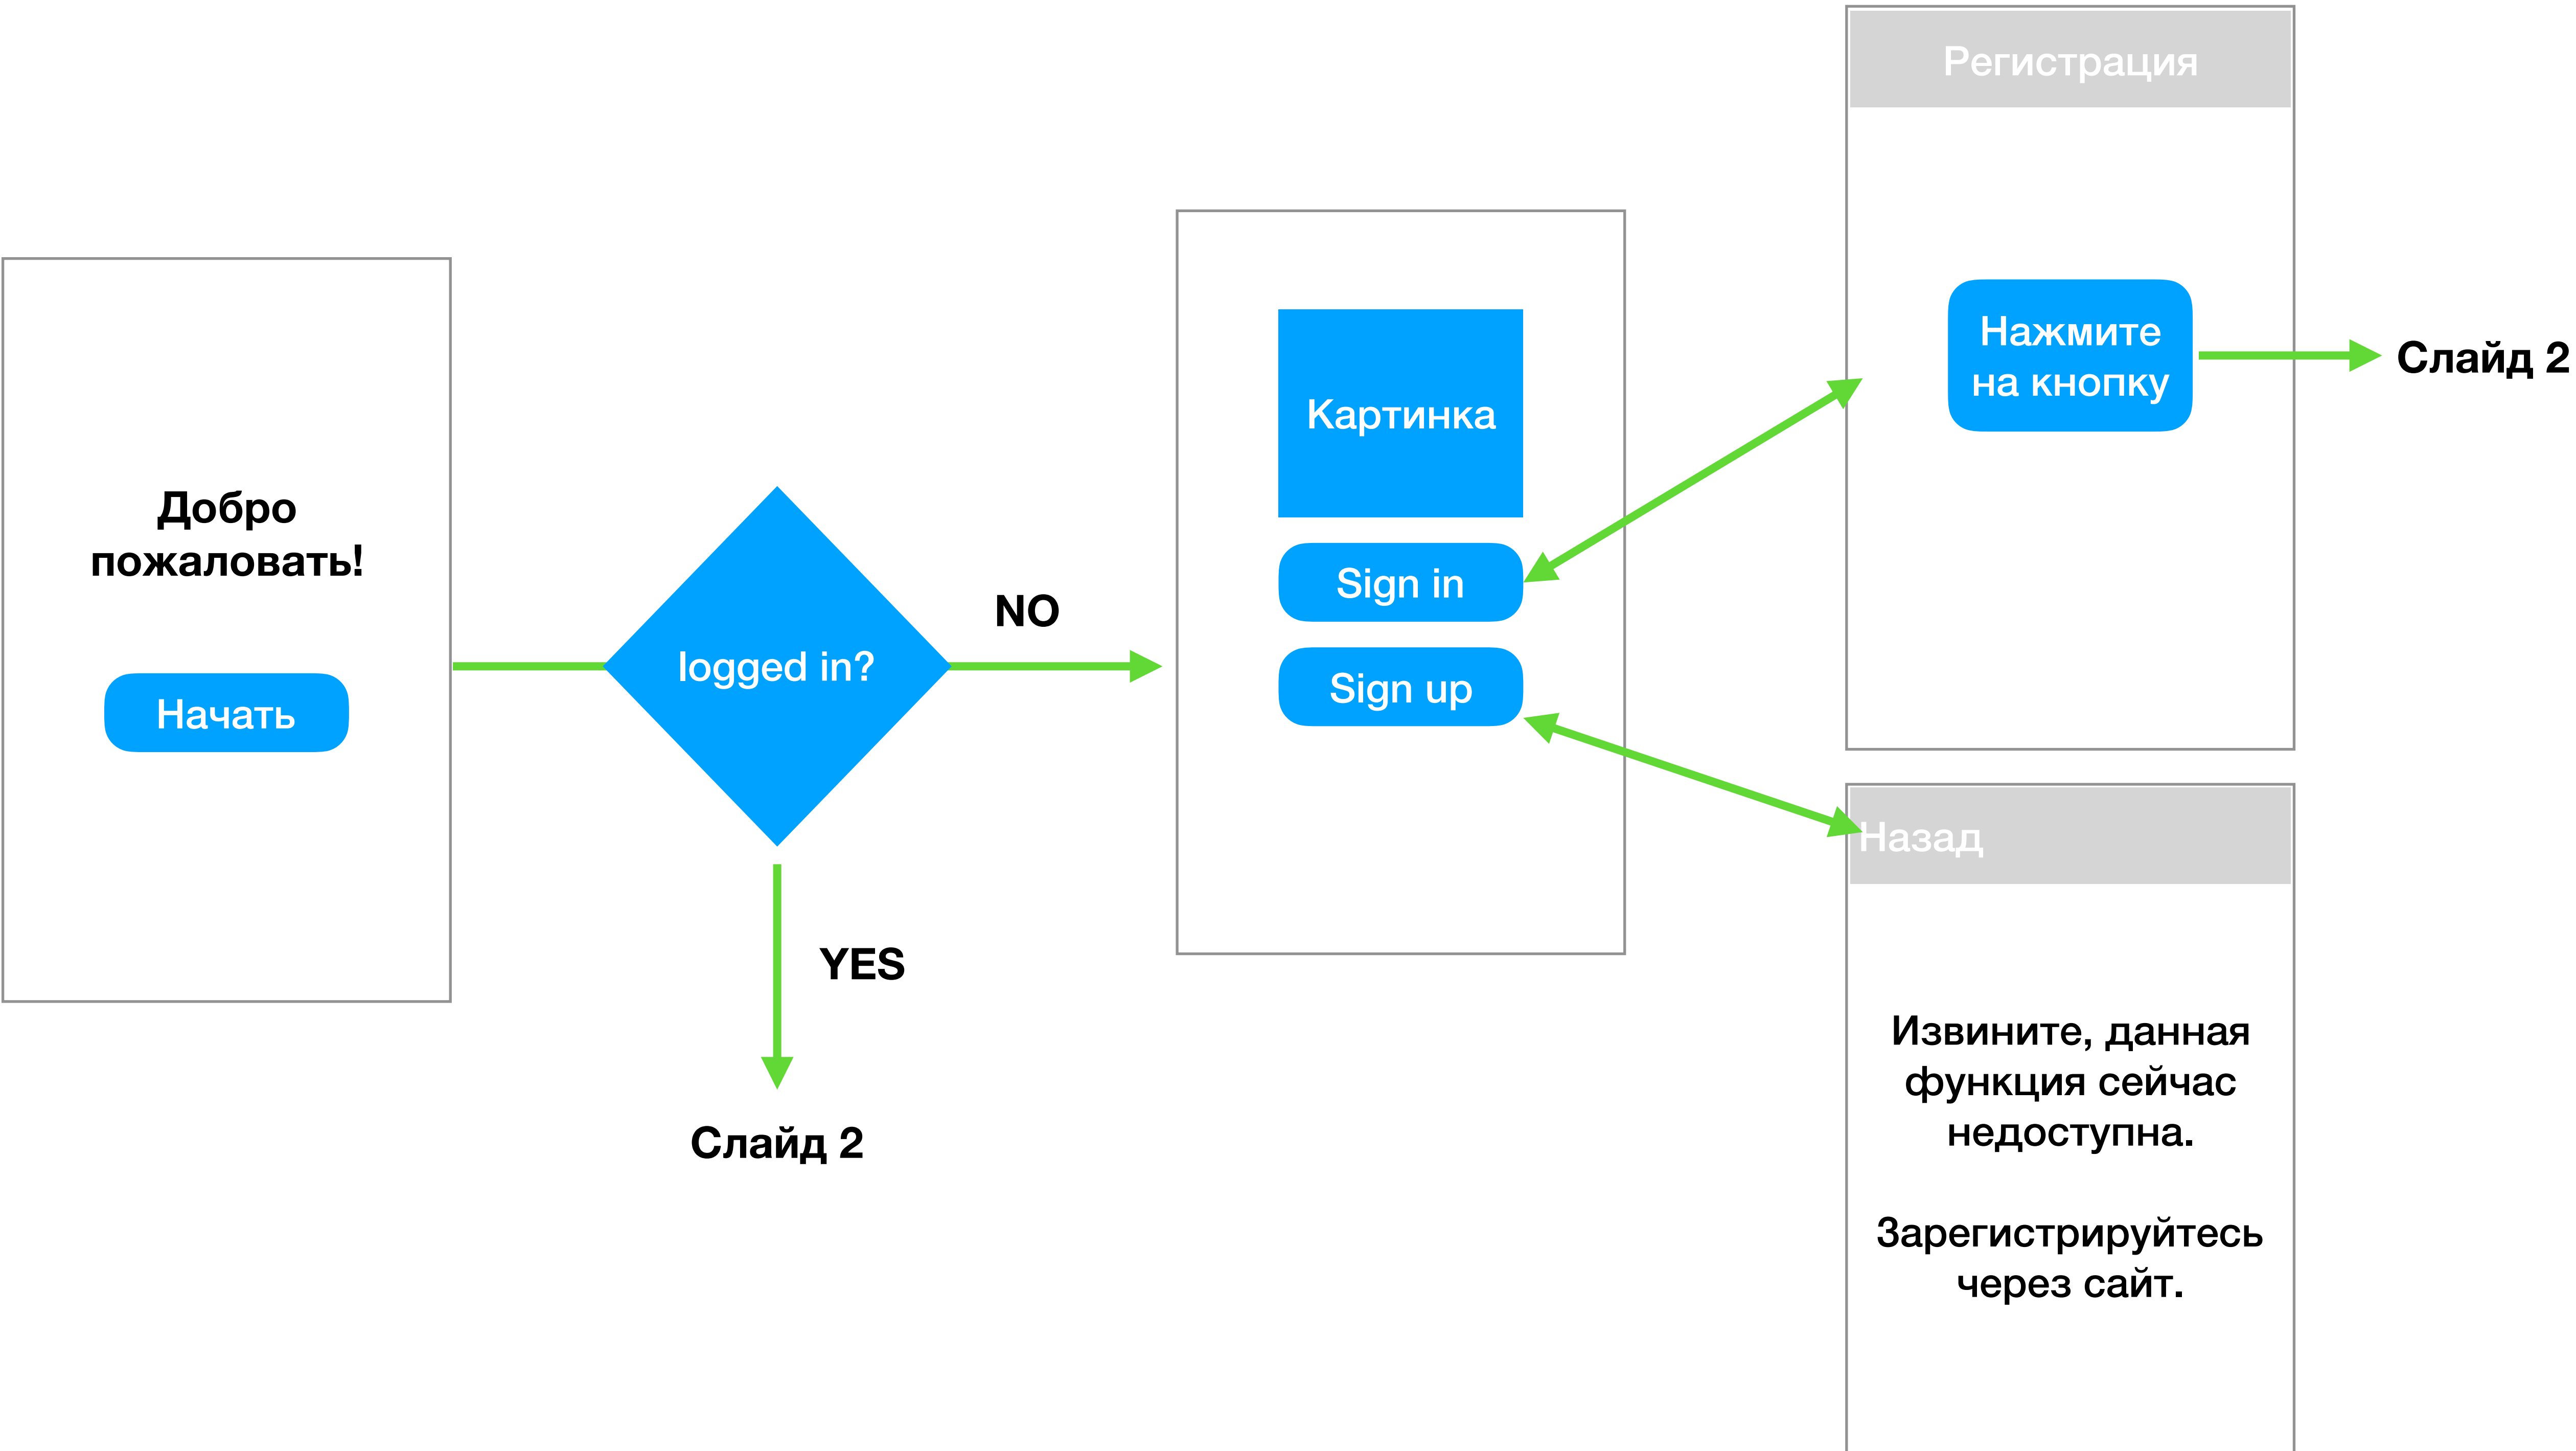 Добро
пожаловать!
Начать
logged in?
NO
YES
Слайд 2
Картинка
Sign in
Sign up
Регистрация
Нажмите
на кнопку
Слайд 2
Назад
Извините, данная
функция сейчас
недоступна.
Зарегистрируйтесь
через сайт.